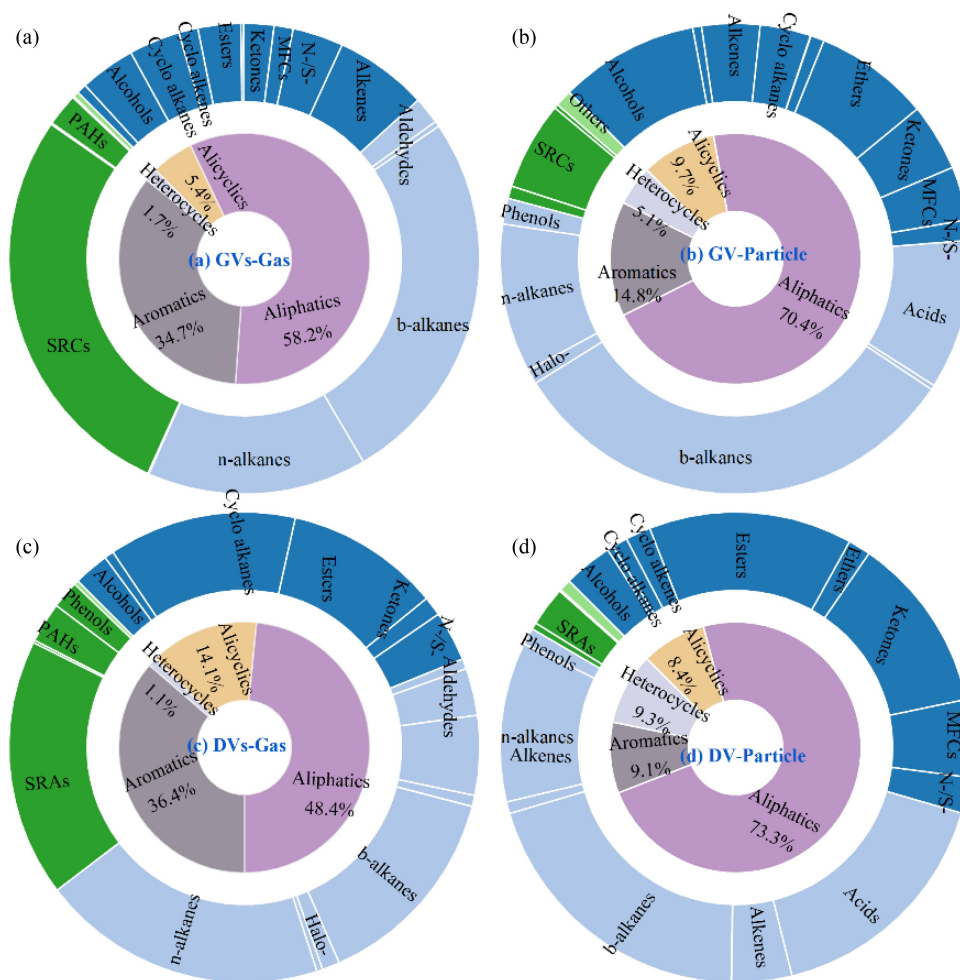 (a)
Alcohols
Cyclo alkanes
Cyclo alkenes
Esters
Ketones
MFCs
N-/S-
Alkenes
Aldehydes
PAHs
SRCs
b-alkanes
n-alkanes
Alicyclics
5.4%
Heterocycles
1.7%
(a) GVs-Gas
Aromatics
34.7%
Aliphatics
58.2%
(b)
Others
Alcohols
Alkenes
Cyclo alkanes
Ethers
Ketones
MFCs
N-/S-
SRCs
Phenols
n-alkanes
Halo-
Acids
b-alkanes
Alicyclics
9.7%
Heterocycles
5.1%
(b) GV-Particle
Aromatics
14.8%
Aliphatics
70.4%
(c)
Alcohols
Cyclo alkanes
Esters
Ketones
N-/S-
Aldehydes
Phenols
PAHs
SRAs
b-alkanes
Halo-
n-alkanes
Alicyclics
14.1%
Heterocycles
1.1%
(c) DVs-Gas
Aromatics
36.4%
Aliphatics
48.4%
(d)
Alcohols
Cyclo alkanes
Cyclo alkenes
Esters
Ethers
Ketones
MFCs
N-/S-
SRAs
Phenols
n-alkanes
Alkenes
Acids
Alkenes
b-alkanes
Alicyclics
8.4%
Heterocycles
9.3%
Aromatics
9.1%
(d) DV-Particle
Aliphatics
73.3%